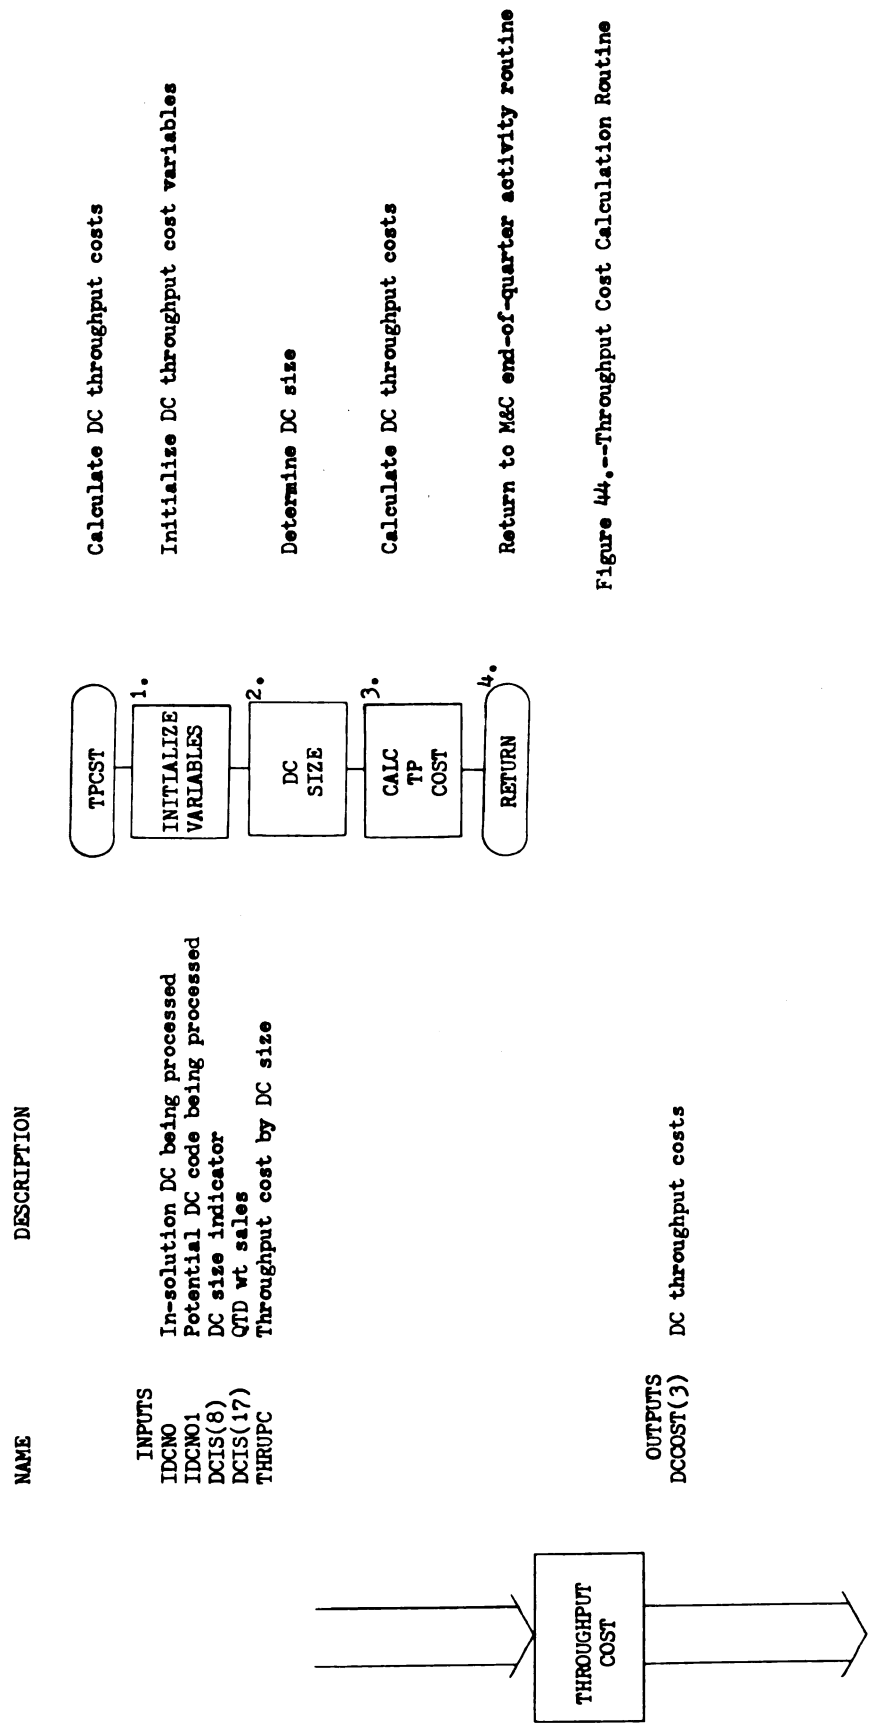 NAME DESCRIPTION
INPUTS
IDCNO In-solution DC being processed
IDCNO1 Potential DC code being processed
DCIS(8) DC size indicator
DCIS(17) QTD wt sales
THRUPC Throughput cost by DC size
THROUGHPUT
COST
OUTPUTS
DCCOST(3) DC throughput costs
TPCST Calculate DC throughput costs
1.
INITIALIZE
VARIABLES
Initialize DC throughput cost variables
2.
DC
SIZE
Determine DC size
3.
CALC
TP
COST
Calculate DC throughput costs
4.
RETURN Return to M&C end-of-quarter activity routine
Figure 44.--Throughput Cost Calculation Routine